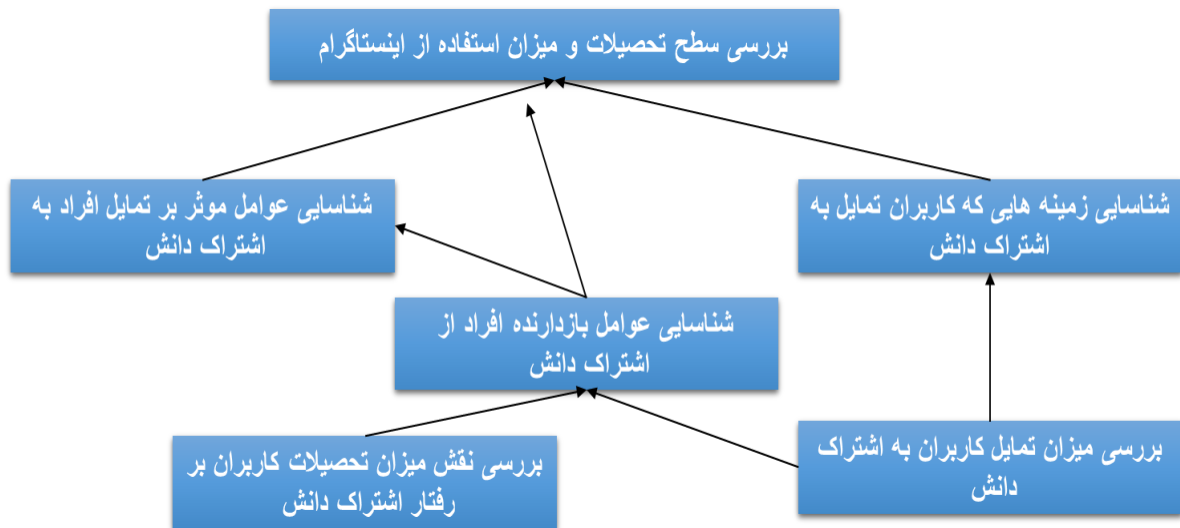 بررسی سطح تحصیلات و میزان استفاده از اینستاگرام
شناسایی زمینه هایی که کاربران تمایل به
اشتراک دانش
شناسایی عوامل موثر بر تمایل افراد به
اشتراک دانش
شناسایی عوامل بازدارنده افراد از
اشتراک دانش
بررسی میزان تمایل کاربران به اشتراک
دانش
بررسی نقش میزان تحصیلات کاربران بر
رفتار اشتراک دانش